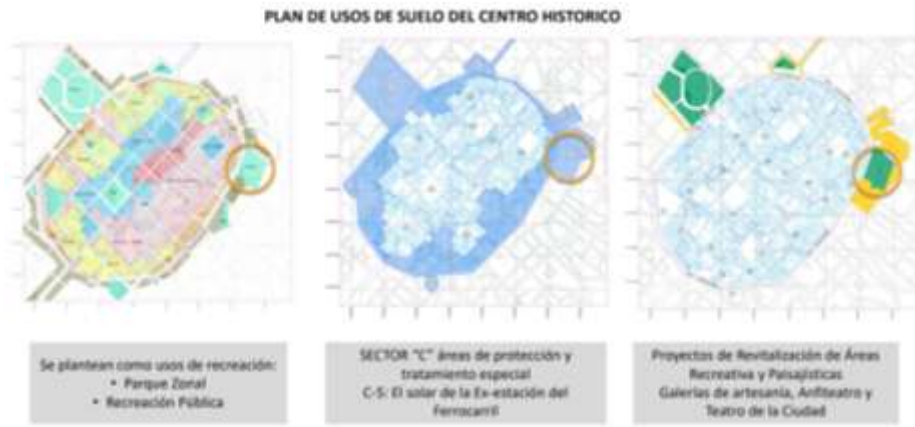 PLAN DE USOS DE SUELO DEL CENTRO HISTORICO
Se plantean como usos de recreación:
• Parque Zonal
• Recreación Pública
SECTOR "C" áreas de protección y
tratamiento especial
C-5: El solar de la Ex-estación del
Ferrocarril
Proyectos de Revitalización de Áreas
Recreativa y Paisajísticas
Galerías de artesanía, Anfiteatro y
Teatro de la Ciudad